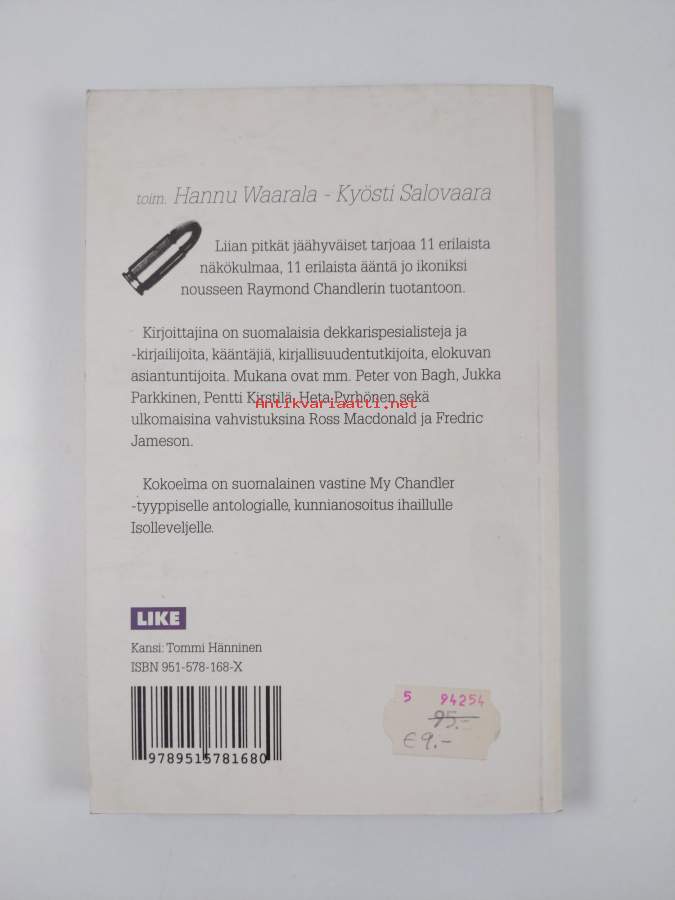 toim. Hannu Waarala - Kyösti Salovaara
Liian pitkät jäähyväiset tarjoaa 11 erilaista
näkökulmaa, 11 erilaista ääntä jo ikoniksi
nousseen Raymond Chandlerin tuotantoon.
Kirjoittajina on suomalaisia dekkarispesialisteja ja
-kirjailijoita, kääntäjiä, kirjallisuudentutkijoita, elokuvan
asiantuntijoita. Mukana ovat mm. Peter von Bagh, Jukka
Parkkinen, Pentti Kirstilä, Heta Pyrhönen sekä
Antikvariaatti.net
ulkomaisina vahvistuksina Ross Macdonald ja Fredric
Jameson.
Kokoelma on suomalainen vastine My Chandler
-tyyppiselle antologialle, kunnianosoitus ihaillulle
Isolleveljelle.
LIKE
Kansi: Tommi Hänninen
ISBN 951-578-168-X
9789515781680
5 94254
95.-
€9.-